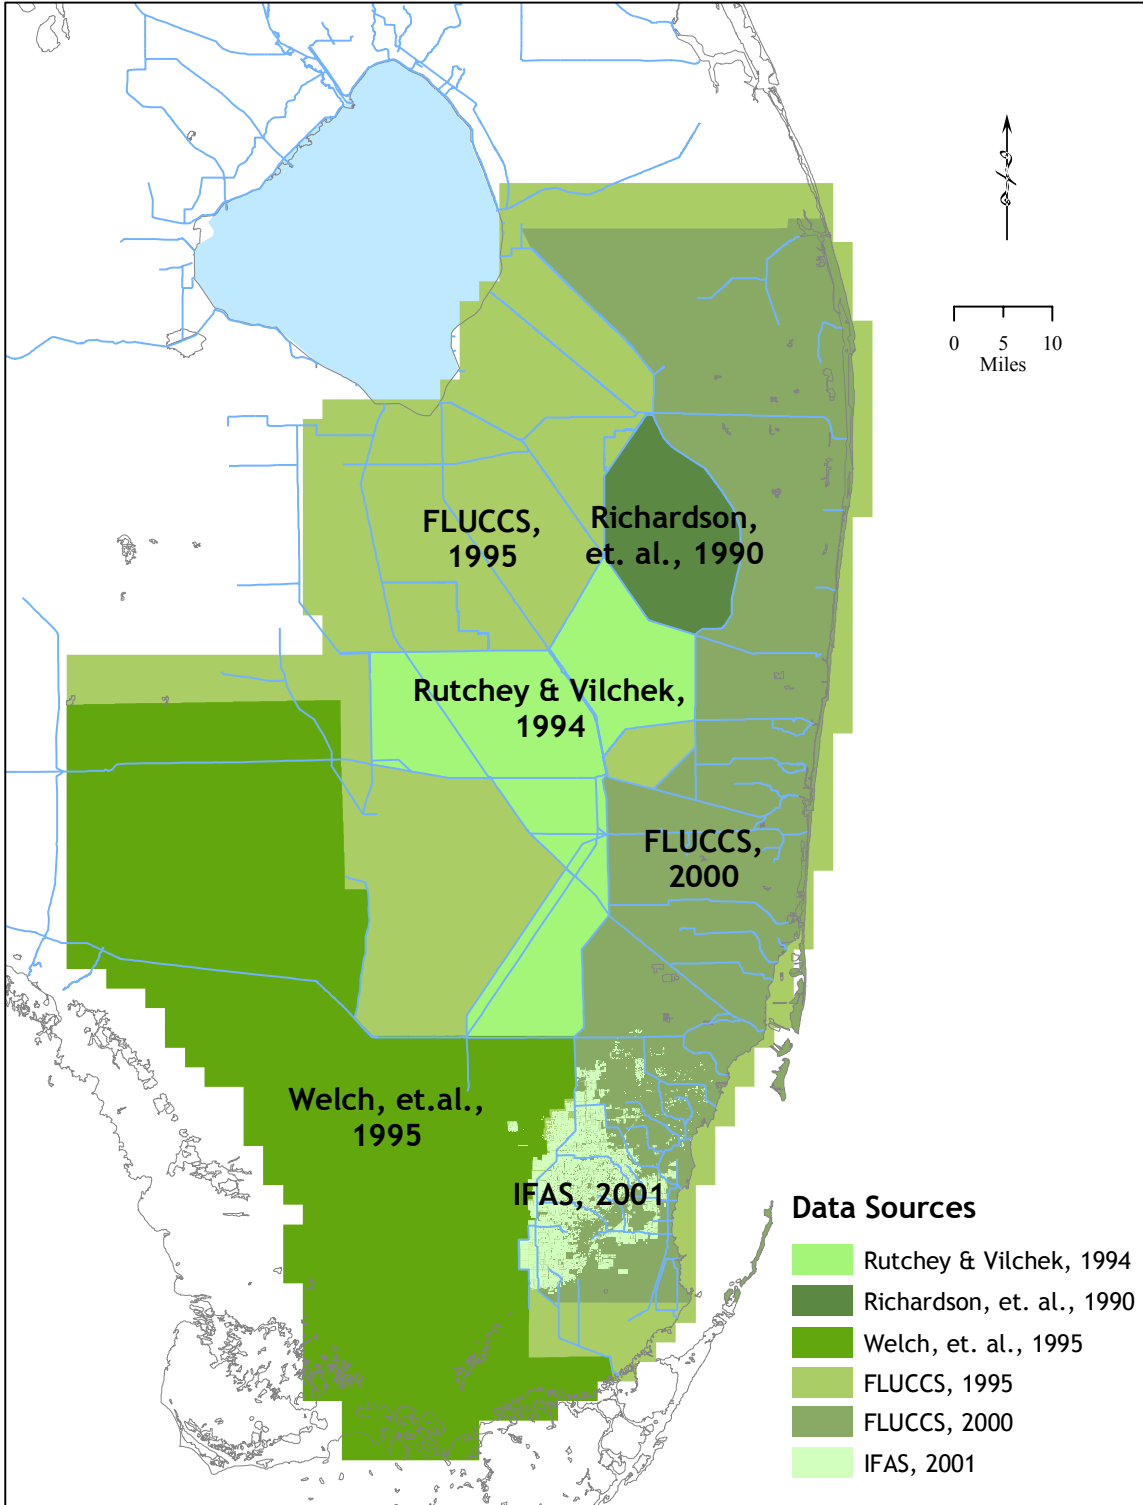 0 5 10
Miles
FLUCCS,
1995
Richardson,
et. al., 1990
Rutchey & Vilchek,
1994
FLUCCS,
2000
Welch, et.al.,
1995
IFAS, 2001
Data Sources
Rutchey & Vilchek, 1994
Richardson, et. al., 1990
Welch, et. al., 1995
FLUCCS, 1995
FLUCCS, 2000
IFAS, 2001